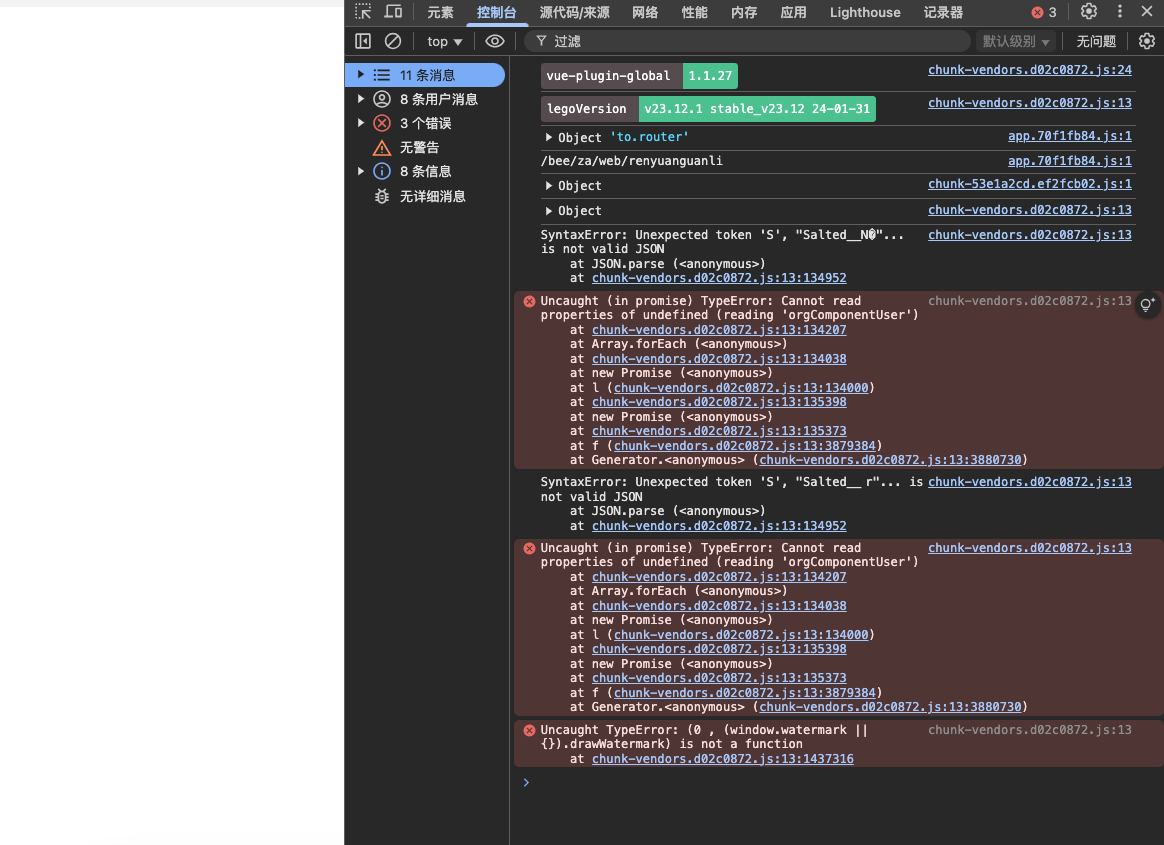 元素 控制台 源代码/来源 网络 性能 内存 应用 Lighthouse 记录器 3
top 过滤 默认级别 无问题
11 条消息
8 条用户消息
3 个错误
无警告
8 条信息
无详细消息
vue-plugin-global 1.1.27 chunk-vendors.d02c0872.js:24
legoVersion v23.12.1 stable_v23.12 24-01-31 chunk-vendors.d02c0872.js:13
Object 'to.router' app.70f1fb84.js:1
/bee/za/web/renyuanguanli app.70f1fb84.js:1
Object chunk-53e1a2cd.ef2fcb02.js:1
Object chunk-vendors.d02c0872.js:13
SyntaxError: Unexpected token 'S', "Salted__N�"... chunk-vendors.d02c0872.js:13
is not valid JSON
at JSON.parse (<anonymous>)
at chunk-vendors.d02c0872.js:13:134952
Uncaught (in promise) TypeError: Cannot read chunk-vendors.d02c0872.js:13
properties of undefined (reading 'orgComponentUser')
at chunk-vendors.d02c0872.js:13:134207
at Array.forEach (<anonymous>)
at chunk-vendors.d02c0872.js:13:134038
at new Promise (<anonymous>)
at l (chunk-vendors.d02c0872.js:13:134000)
at chunk-vendors.d02c0872.js:13:135398
at new Promise (<anonymous>)
at chunk-vendors.d02c0872.js:13:135373
at f (chunk-vendors.d02c0872.js:13:3879384)
at Generator.<anonymous> (chunk-vendors.d02c0872.js:13:3880730)
SyntaxError: Unexpected token 'S', "Salted__ r"... is chunk-vendors.d02c0872.js:13
not valid JSON
at JSON.parse (<anonymous>)
at chunk-vendors.d02c0872.js:13:134952
Uncaught (in promise) TypeError: Cannot read chunk-vendors.d02c0872.js:13
properties of undefined (reading 'orgComponentUser')
at chunk-vendors.d02c0872.js:13:134207
at Array.forEach (<anonymous>)
at chunk-vendors.d02c0872.js:13:134038
at new Promise (<anonymous>)
at l (chunk-vendors.d02c0872.js:13:134000)
at chunk-vendors.d02c0872.js:13:135398
at new Promise (<anonymous>)
at chunk-vendors.d02c0872.js:13:135373
at f (chunk-vendors.d02c0872.js:13:3879384)
at Generator.<anonymous> (chunk-vendors.d02c0872.js:13:3880730)
Uncaught TypeError: (0 , (window.watermark || chunk-vendors.d02c0872.js:13
{}).drawWatermark) is not a function
at chunk-vendors.d02c0872.js:13:1437316